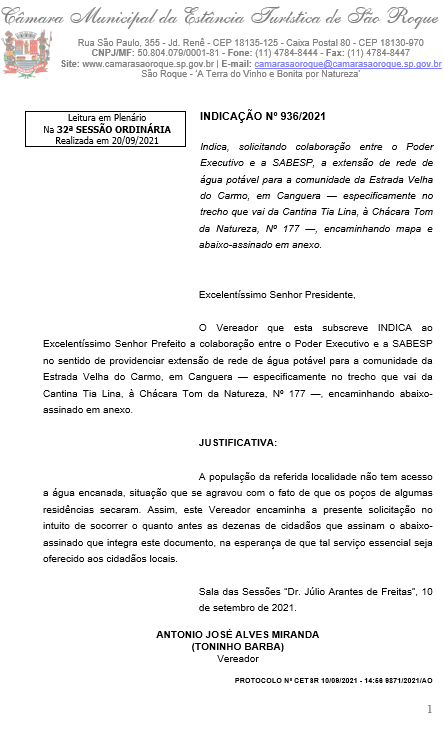 Câmara Municipal da Estância Turística de São Roque
Rua São Paulo, 355 - Jd. Renê - CEP 18135-125 - Caixa Postal 80 - CEP 18130-970
CNPJ/MF: 50.804.079/0001-81 - Fone: (11) 4784-8444 - Fax: (11) 4784-8447
Site: www.camarasaoroque.sp.gov.br | E-mail: camarasaoroque@camarasaoroque.sp.gov.br
São Roque - 'A Terra do Vinho e Bonita por Natureza'
Leitura em Plenário
Na 32ª SESSÃO ORDINÁRIA
Realizada em 20/09/2021
INDICAÇÃO Nº 936/2021
Indica, solicitando colaboração entre o Poder
Executivo e a SABESP, a extensão de rede de
água potável para a comunidade da Estrada Velha
do Carmo, em Canguera — especificamente no
trecho que vai da Cantina Tia Lina, à Chácara Tom
da Natureza, Nº 177 —, encaminhando mapa e
abaixo-assinado em anexo.
Excelentíssimo Senhor Presidente,
O Vereador que esta subscreve INDICA ao
Excelentíssimo Senhor Prefeito a colaboração entre o Poder Executivo e a SABESP
no sentido de providenciar extensão de rede de água potável para a comunidade da
Estrada Velha do Carmo, em Canguera — especificamente no trecho que vai da
Cantina Tia Lina, à Chácara Tom da Natureza, Nº 177 —, encaminhando abaixo-
assinado em anexo.
JUSTIFICATIVA:
A população da referida localidade não tem acesso
a água encanada, situação que se agravou com o fato de que os poços de algumas
residências secaram. Assim, este Vereador encaminha a presente solicitação no
intuito de socorrer o quanto antes as dezenas de cidadãos que assinam o abaixo-
assinado que integra este documento, na esperança de que tal serviço essencial seja
oferecido aos cidadãos locais.
Sala das Sessões "Dr. Júlio Arantes de Freitas", 10
de setembro de 2021.
ANTONIO JOSÉ ALVES MIRANDA
(TONINHO BARBA)
Vereador
PROTOCOLO Nº CETSR 10/09/2021 - 14:56 9871/2021/AO
1